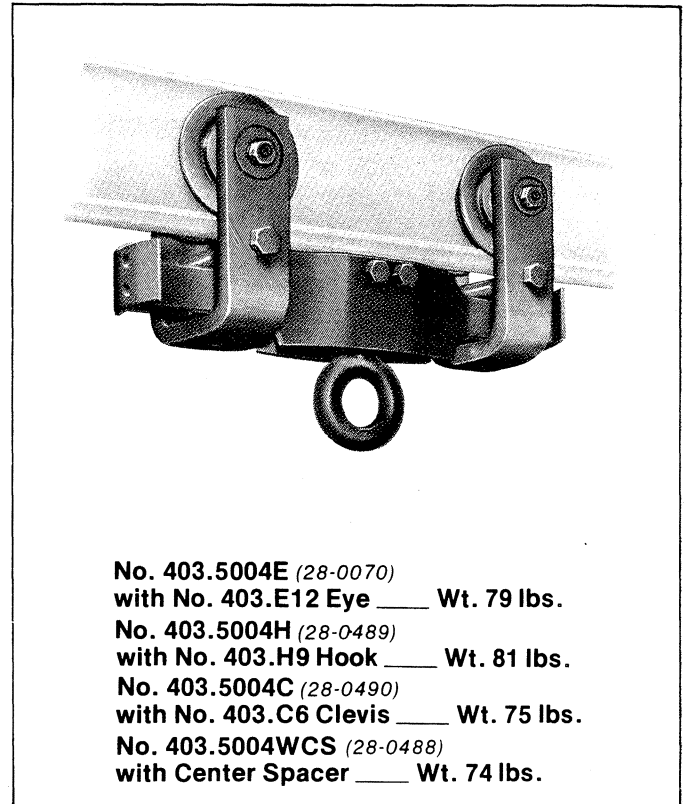 No. 403.5004E (28-0070)
with No. 403.E12 Eye ____ Wt. 79 lbs.
No. 403.5004H (28-0489)
with No. 403.H9 Hook ____ Wt. 81 lbs.
No. 403.5004C (28-0490)
with No. 403.C6 Clevis ____ Wt. 75 lbs.
No. 403.5004WCS (28-0488)
with Center Spacer ____ Wt. 74 lbs.